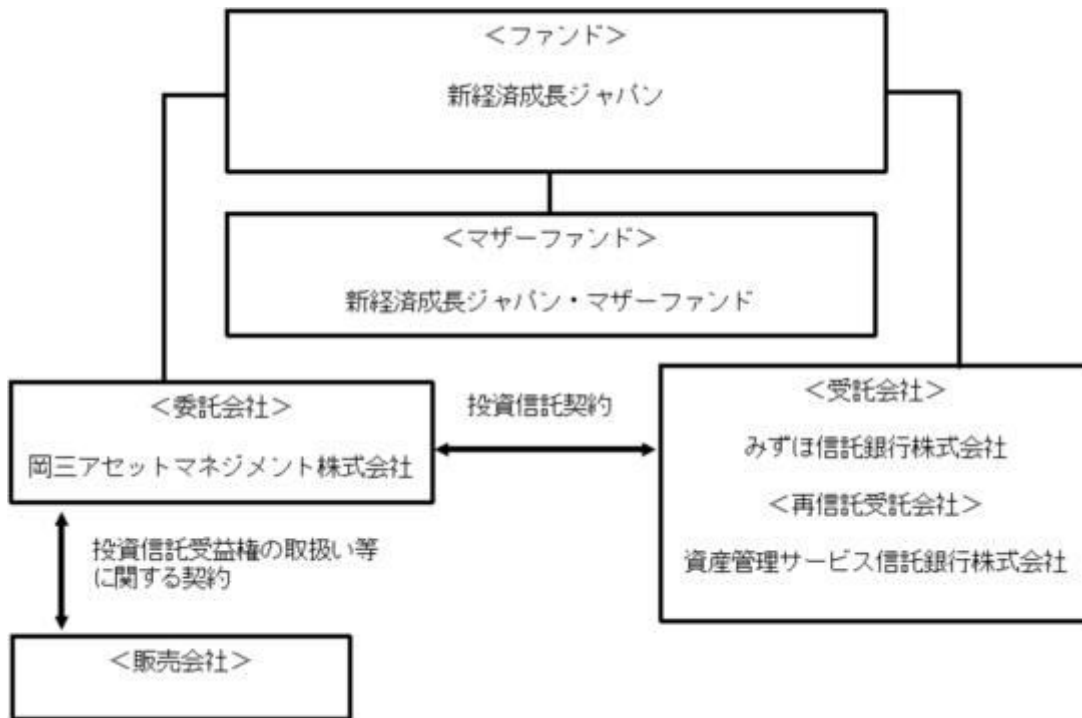 ＜ファンド＞
新経済成長ジャパン
＜マザーファンド＞
新経済成長ジャパン・マザーファンド
＜委託会社＞
岡三アセットマネジメント株式会社
投資信託契約
＜受託会社＞
みずほ信託銀行株式会社
＜再信託受託会社＞
資産管理サービス信託銀行株式会社
投資信託受益権の取扱い等
に関する契約
＜販売会社＞